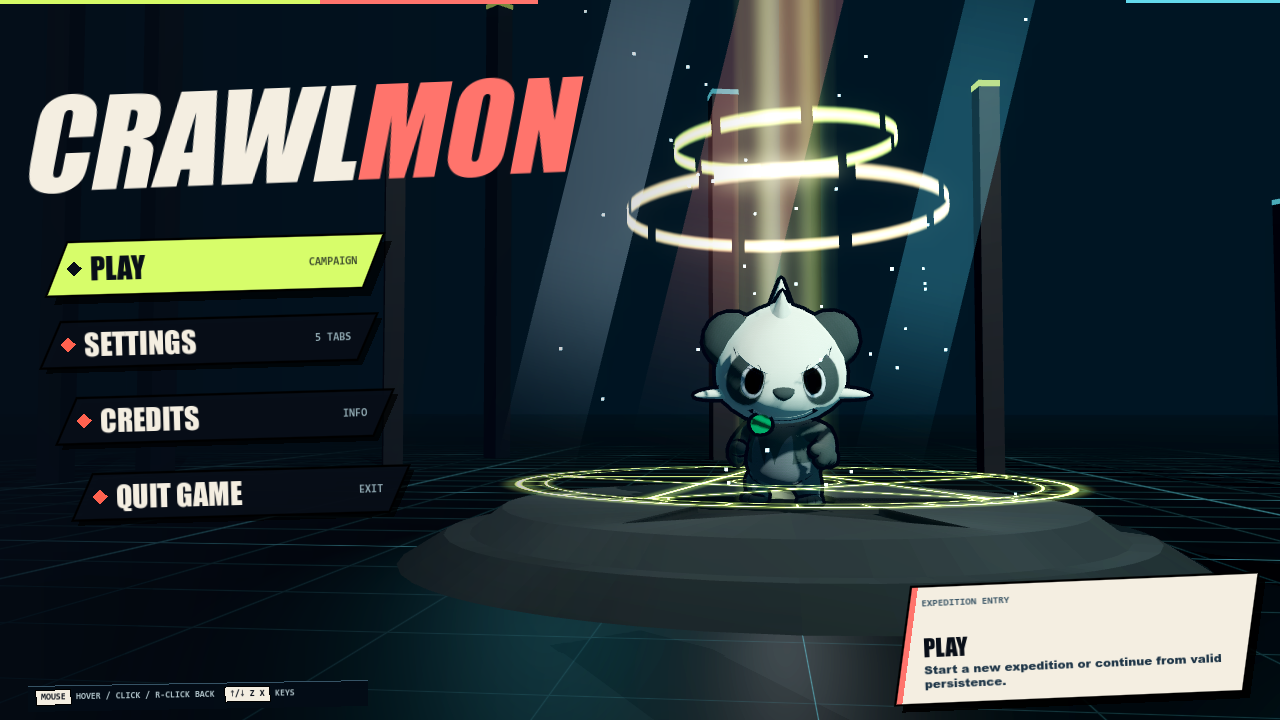 CRAWLMON
PLAY CAMPAIGN
SETTINGS 5 TABS
CREDITS INFO
QUIT GAME EXIT
EXPEDITION ENTRY
PLAY
Start a new expedition or continue from valid
persistence.
MOUSE HOVER / CLICK / R-CLICK BACK ↑/↓ Z X KEYS